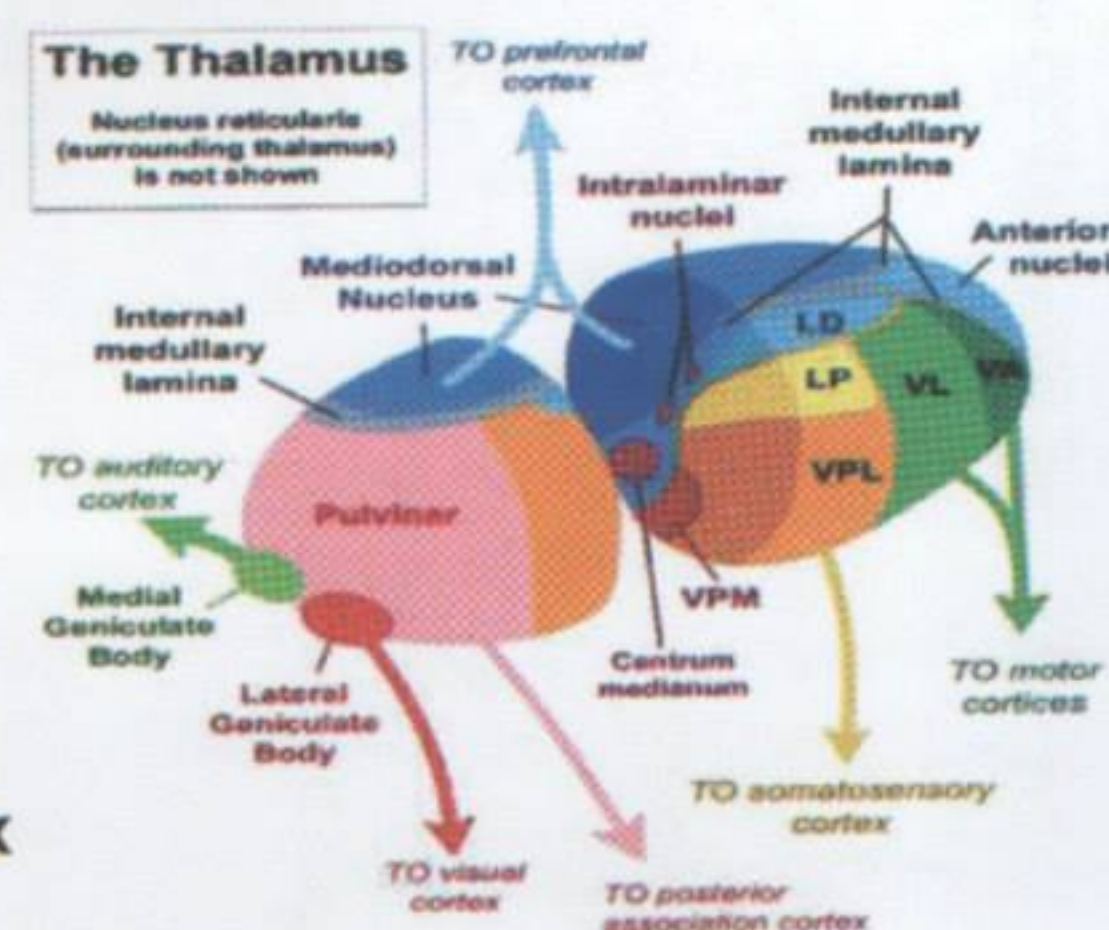 The Thalamus
Nucleus reticularis
(surrounding thalamus)
is not shown
TO prefrontal
cortex
Internal
medullary
lamina
Intralaminar
nuclei
Anterior
nuclei
Mediodorsal
Nucleus
Internal
medullary
lamina
LD
LP
VL
VA
VPL
TO auditory
cortex
Pulvinar
Medial
Geniculate
Body
VPM
Centrum
medianum
Lateral
Geniculate
Body
TO motor
cortices
TO somatosensory
cortex
TO visual
cortex
TO posterior
association cortex